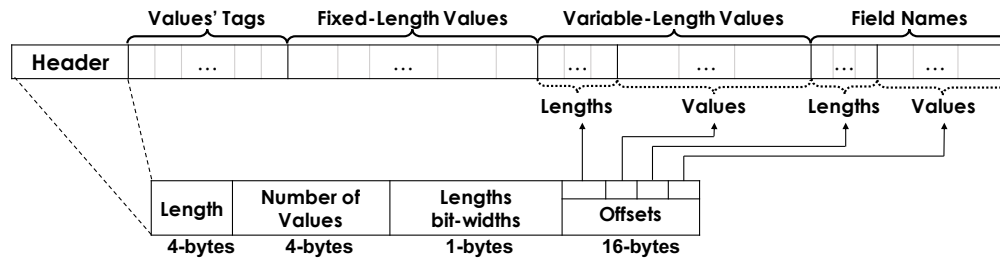 Values' Tags Fixed-Length Values Variable-Length Values Field Names
Header ... ... ... ... ... ...
Lengths Values Lengths Values
Length Number of Values Lengths bit-widths Offsets
4-bytes 4-bytes 1-bytes 16-bytes